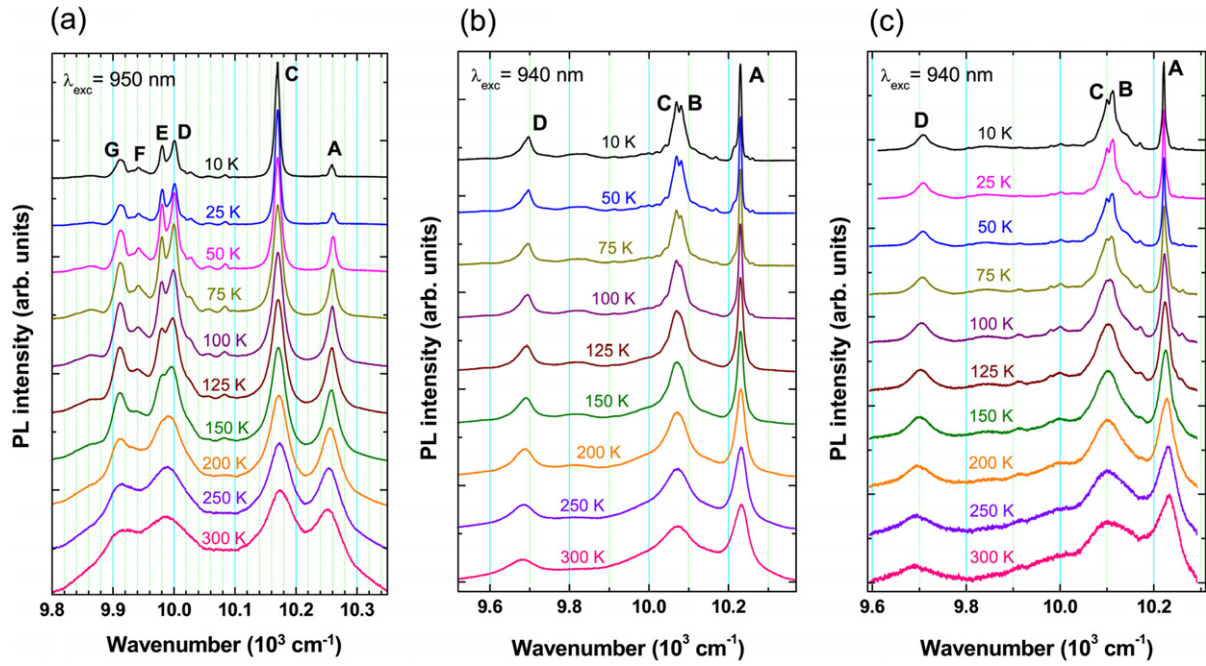 (a)
λexc = 950 nm
C
E
D
G
F
A
10 K
25 K
50 K
75 K
100 K
125 K
150 K
200 K
250 K
300 K
PL intensity (arb. units)
9.8 9.9 10.0 10.1 10.2 10.3
Wavenumber (10³ cm⁻¹)
(b)
λexc = 940 nm
A
C B
D
10 K
50 K
75 K
100 K
125 K
150 K
200 K
250 K
300 K
PL intensity (arb. units)
9.6 9.8 10.0 10.2
Wavenumber (10³ cm⁻¹)
(c)
λexc = 940 nm
A
C B
D
10 K
25 K
50 K
75 K
100 K
125 K
150 K
200 K
250 K
300 K
PL intensity (arb. units)
9.6 9.8 10.0 10.2
Wavenumber (10³ cm⁻¹)